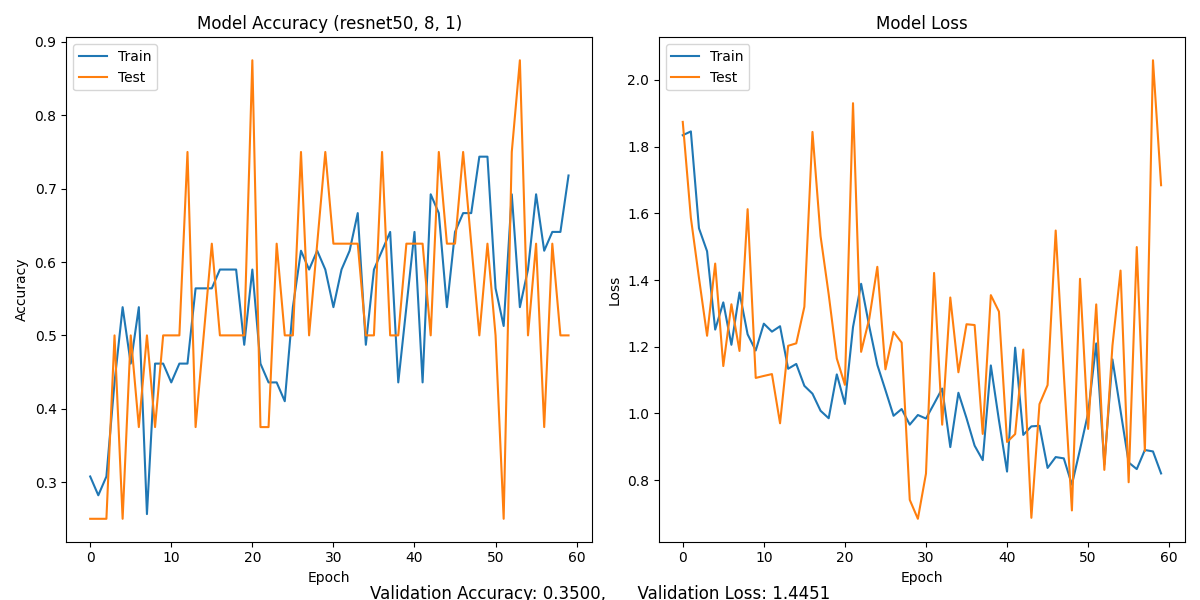 Model Accuracy (resnet50, 8, 1)
Train
Test
0.9
0.8
0.7
0.6
0.5
0.4
0.3
Accuracy
0 10 20 30 40 50 60
Epoch
Model Loss
Train
Test
2.0
1.8
1.6
1.4
1.2
1.0
0.8
Loss
0 10 20 30 40 50 60
Epoch
Validation Accuracy: 0.3500, Validation Loss: 1.4451